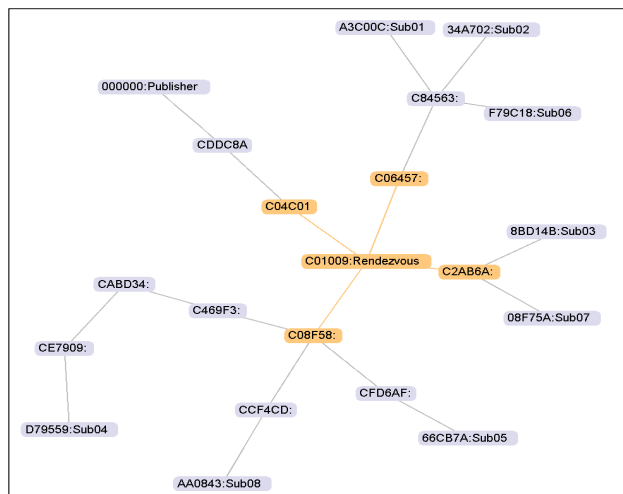 A3C00C:Sub01
34A702:Sub02
000000:Publisher
C84563:
F79C18:Sub06
CDDC8A
C06457:
C04C01
8BD14B:Sub03
C01009:Rendezvous
C2AB6A:
CABD34:
C469F3:
08F75A:Sub07
C08F58:
CE7909:
CFD6AF:
CCF4CD:
D79559:Sub04
66CB7A:Sub05
AA0843:Sub08